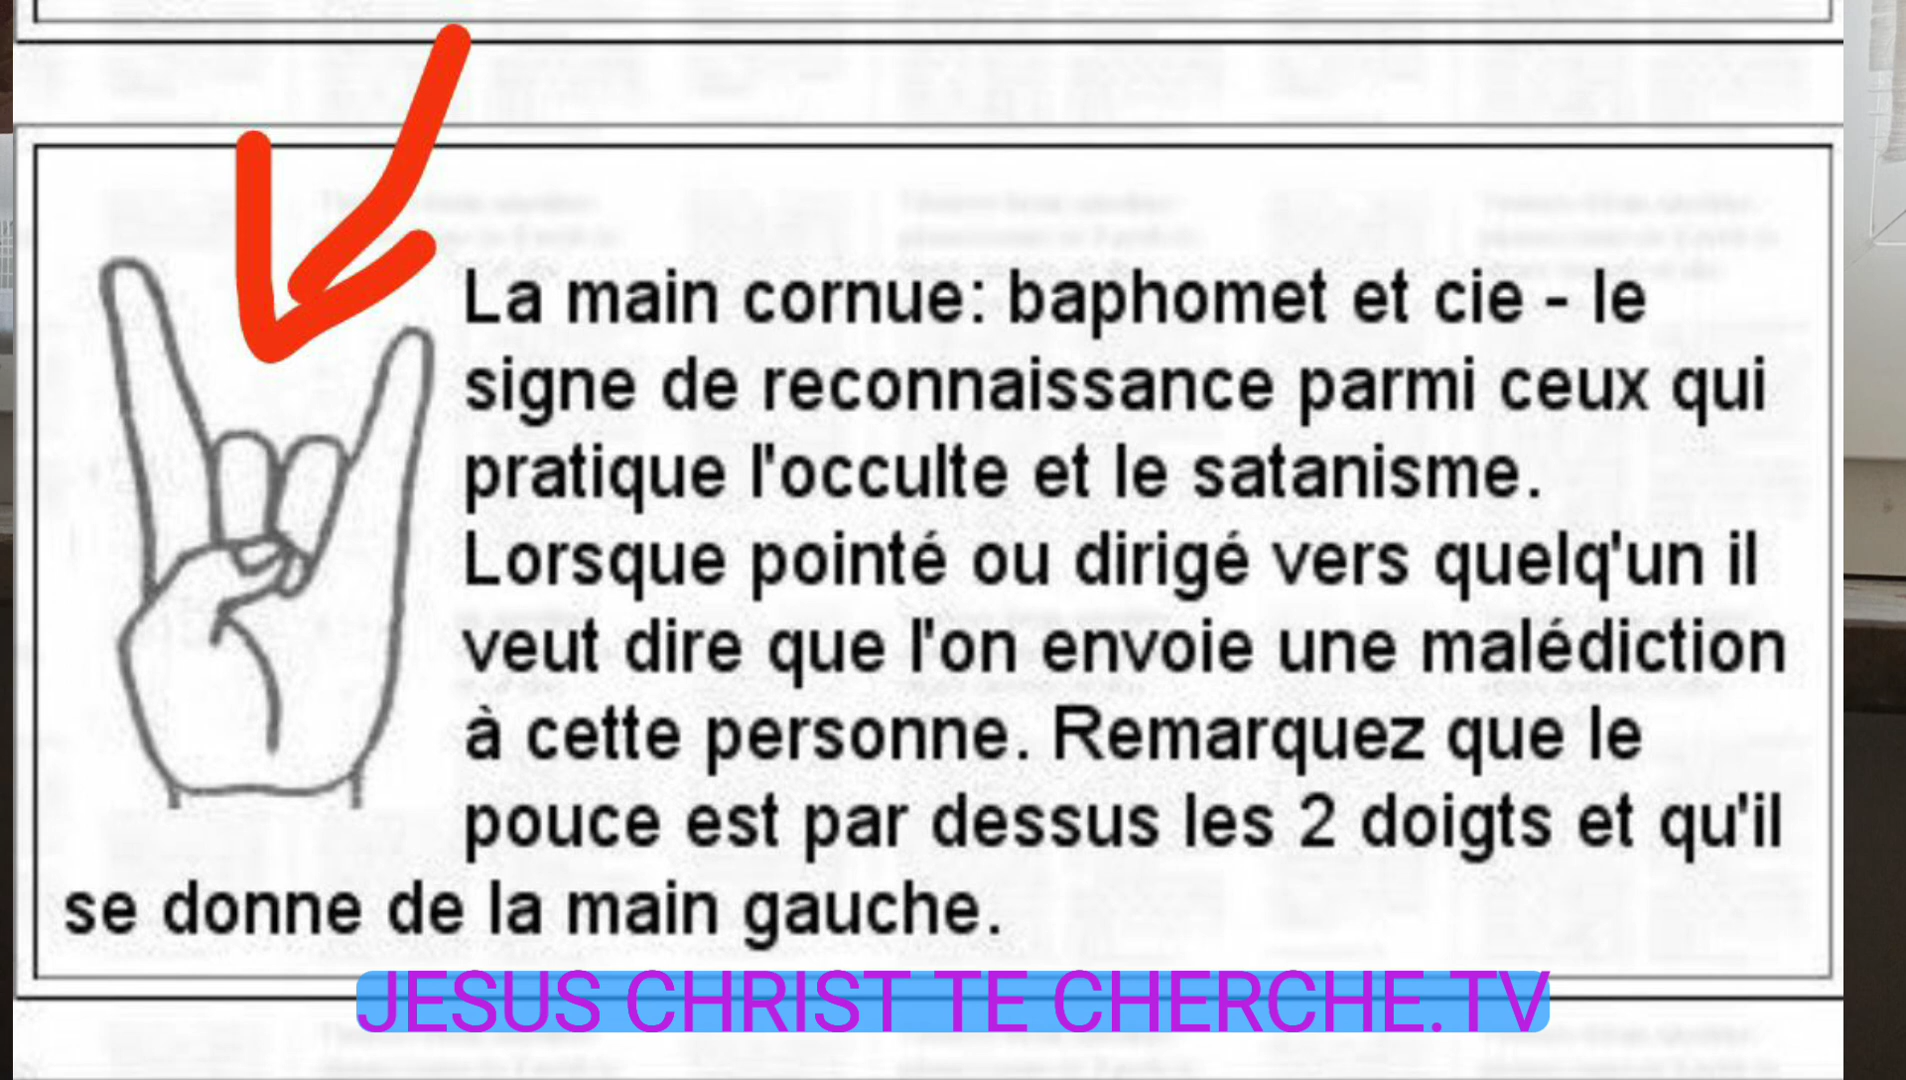 La main cornue: baphomet et cie - le
signe de reconnaissance parmi ceux qui
pratique l'occulte et le satanisme.
Lorsque pointé ou dirigé vers quelq'un il
veut dire que l'on envoie une malédiction
à cette personne. Remarquez que le
pouce est par dessus les 2 doigts et qu'il
se donne de la main gauche.
JESUS CHRIST TE CHERCHE.TV